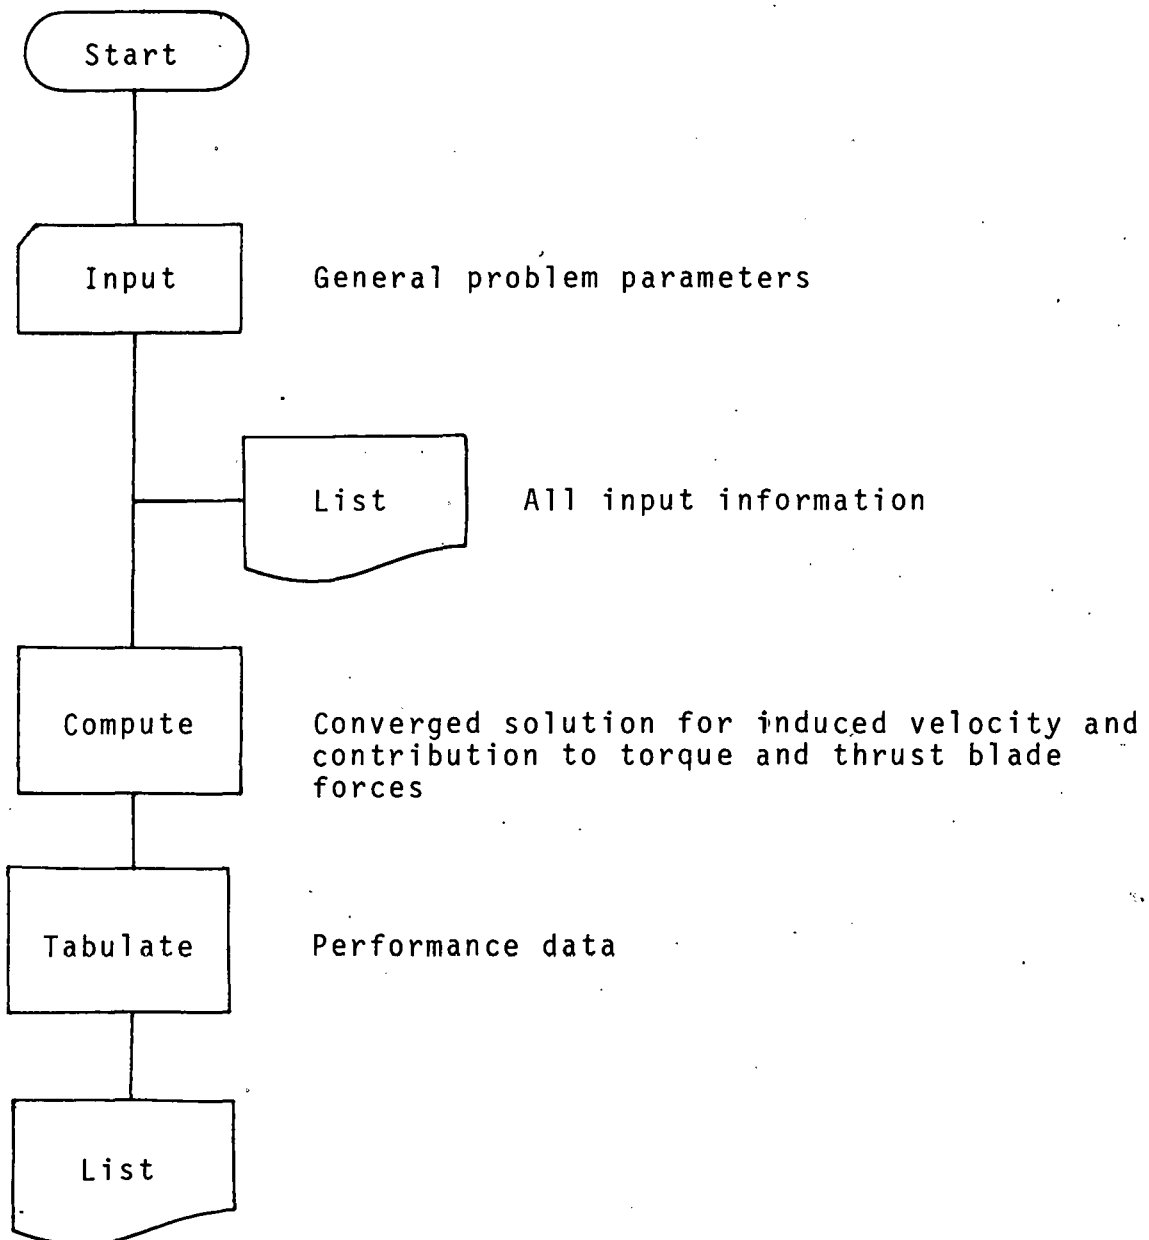 Start
Input
General problem parameters
List
All input information
Compute
Converged solution for induced velocity and
contribution to torque and thrust blade
forces
Tabulate
Performance data
List